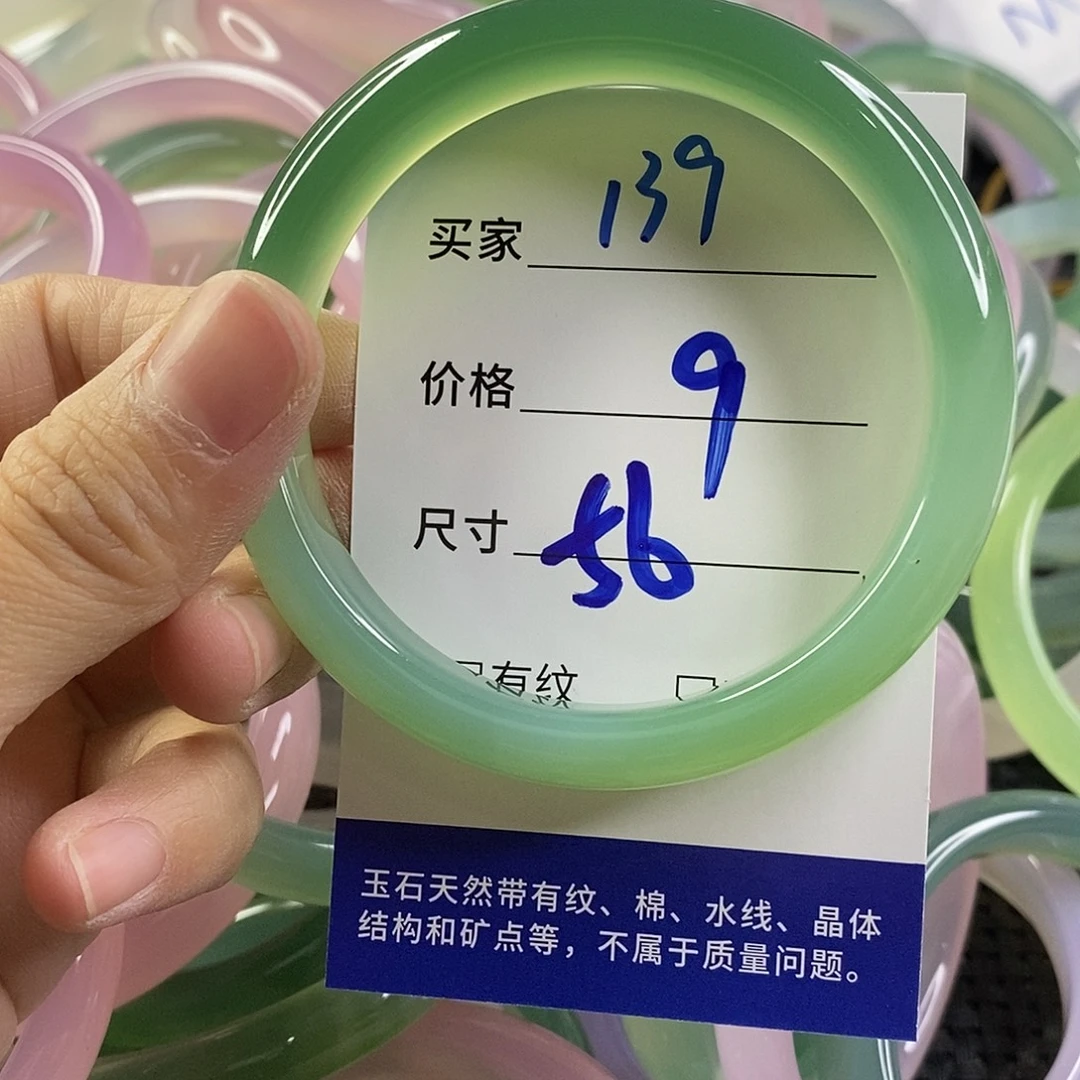 买家 139
价格 9
尺寸 56
有纹
玉石天然带有纹、棉、水线、晶体
结构和矿点等，不属于质量问题。